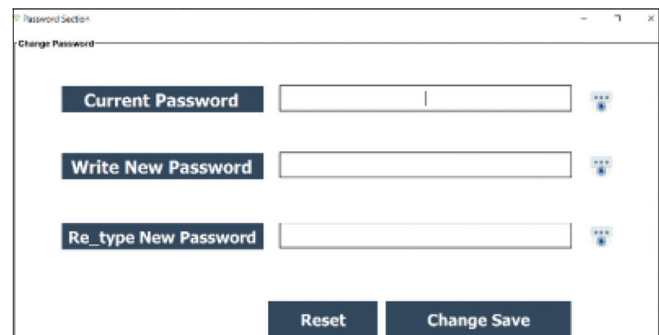 Password Section
Change Password
Current Password
Write New Password
Re_type New Password
Reset Change Save